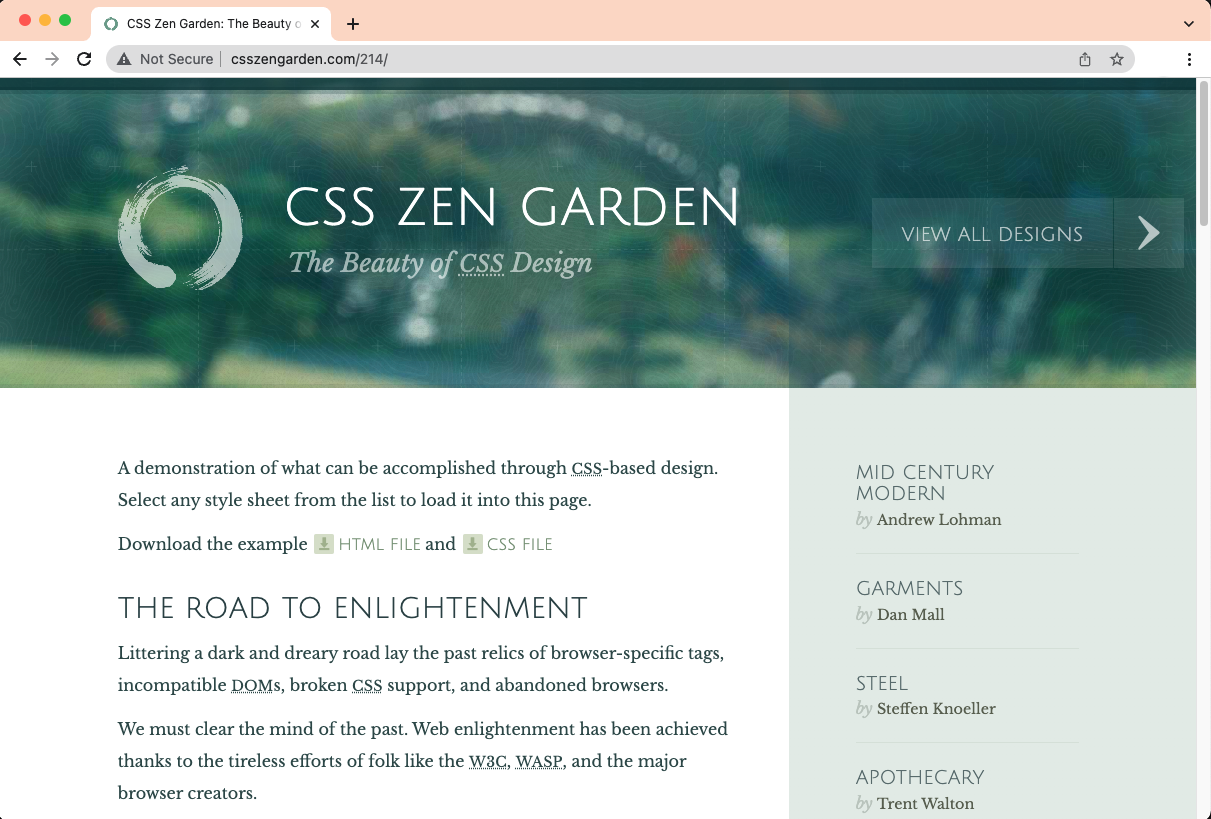 CSS Zen Garden: The Beauty o
Not Secure
csszengarden.com/214/
CSS ZEN GARDEN
The Beauty of CSS Design
VIEW ALL DESIGNS
A demonstration of what can be accomplished through CSS-based design.
Select any style sheet from the list to load it into this page.
Download the example HTML FILE and CSS FILE
THE ROAD TO ENLIGHTENMENT
Littering a dark and dreary road lay the past relics of browser-specific tags,
incompatible DOMs, broken CSS support, and abandoned browsers.
We must clear the mind of the past. Web enlightenment has been achieved
thanks to the tireless efforts of folk like the W3C, WASP, and the major
browser creators.
MID CENTURY
MODERN
by Andrew Lohman
GARMENTS
by Dan Mall
STEEL
by Steffen Knoeller
APOTHECARY
by Trent Walton